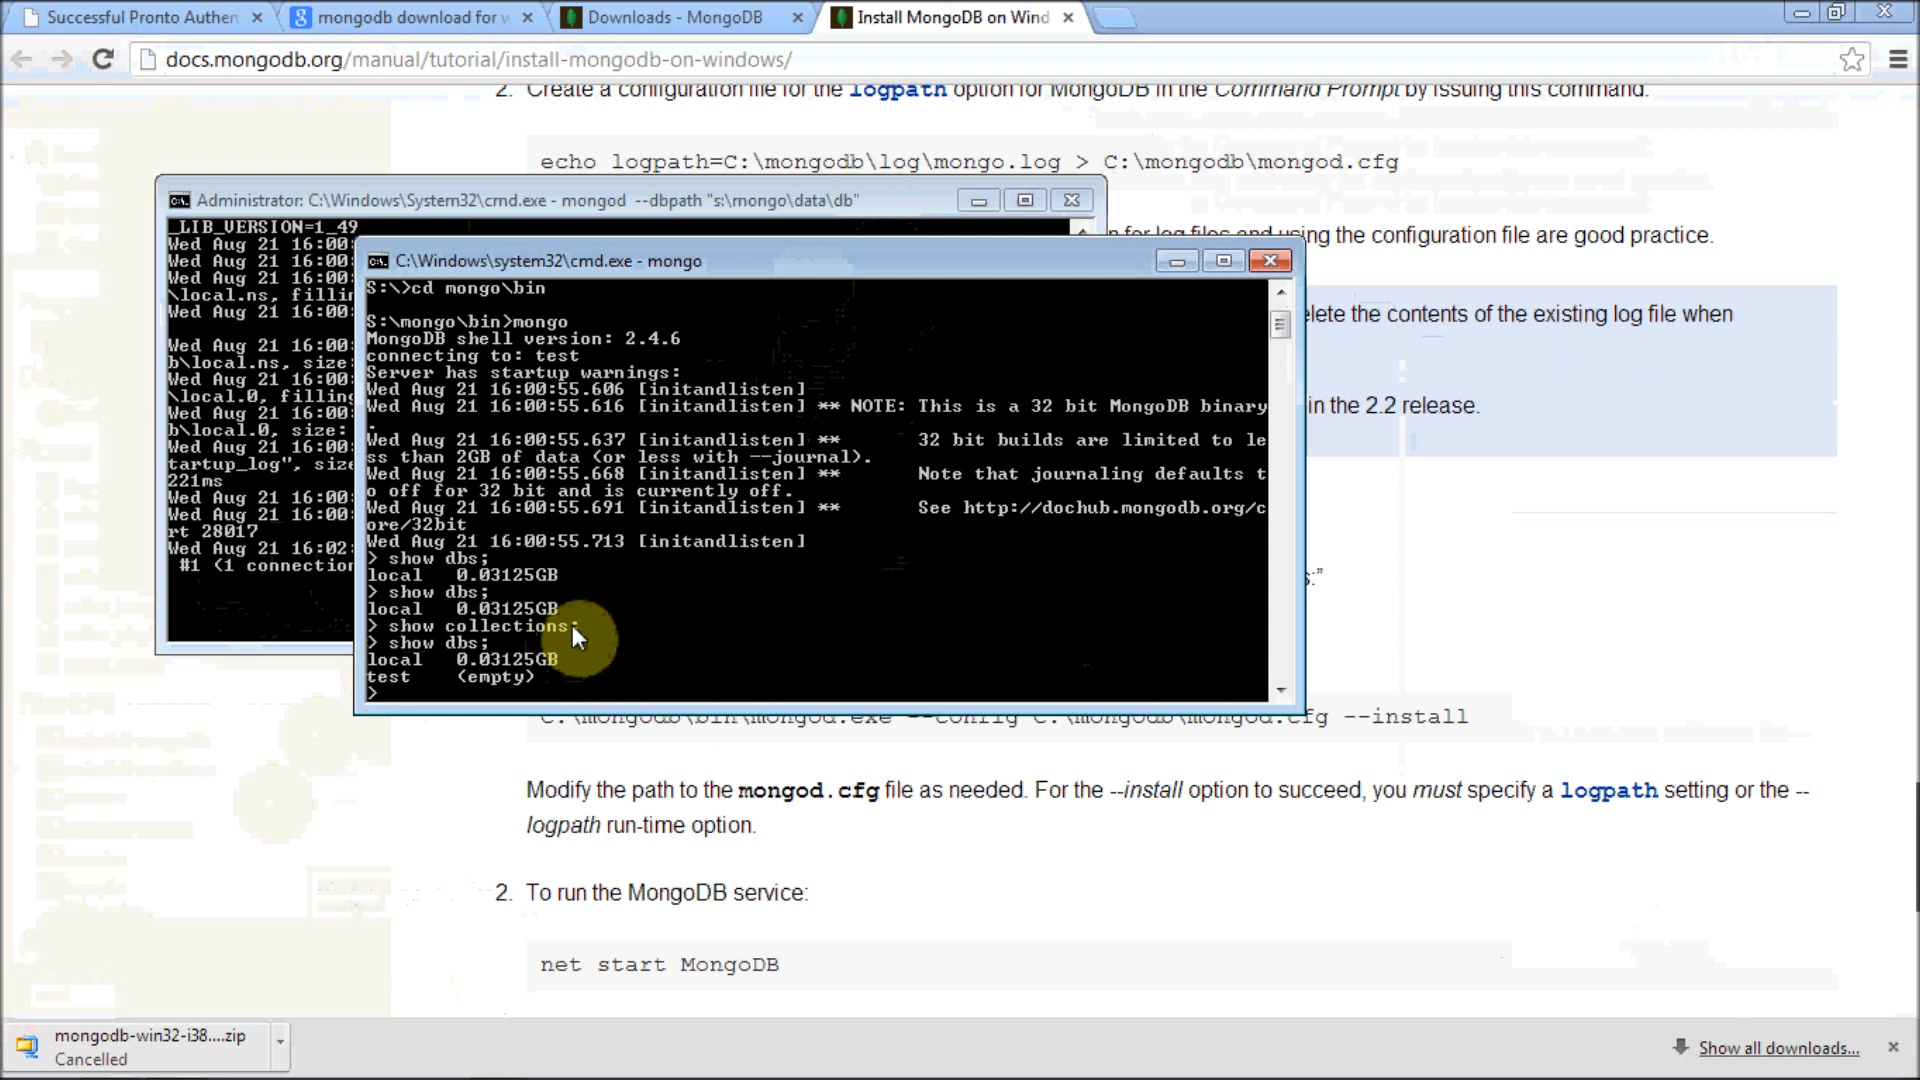 Successful Pronto Authen
mongodb download for w
Downloads - MongoDB
Install MongoDB on Wind
docs.mongodb.org/manual/tutorial/install-mongodb-on-windows/
2. Create a configuration file for the logpath option for MongoDB in the Command Prompt by issuing this command:
echo logpath=C:\mongodb\log\mongo.log > C:\mongodb\mongod.cfg
Administrator: C:\Windows\System32\cmd.exe - mongod --dbpath "s:\mongo\data\db"
_LIB_VERSION=1_49
Wed Aug 21 16:00:
Wed Aug 21 16:00:
Wed Aug 21 16:00:
\local.ns, fillin
Wed Aug 21 16:00:
Wed Aug 21 16:00:
b\local.ns, size:
Wed Aug 21 16:00:
\local.0, filling
Wed Aug 21 16:00:
b\local.0, size:
Wed Aug 21 16:00:
tartup_log", size
221ms
Wed Aug 21 16:00:
Wed Aug 21 16:00:
rt 28017
Wed Aug 21 16:02:
#1 (1 connection
n for log files and using the configuration file are good practice.
elete the contents of the existing log file when
in the 2.2 release.
s:"
C:\Windows\system32\cmd.exe - mongo
S:\>cd mongo\bin
S:\mongo\bin>mongo
MongoDB shell version: 2.4.6
connecting to: test
Server has startup warnings:
Wed Aug 21 16:00:55.606 [initandlisten]
Wed Aug 21 16:00:55.616 [initandlisten] ** NOTE: This is a 32 bit MongoDB binary
.
Wed Aug 21 16:00:55.637 [initandlisten] ** 32 bit builds are limited to le
ss than 2GB of data (or less with --journal).
Wed Aug 21 16:00:55.668 [initandlisten] ** Note that journaling defaults t
o off for 32 bit and is currently off.
Wed Aug 21 16:00:55.691 [initandlisten] ** See http://dochub.mongodb.org/c
ore/32bit
Wed Aug 21 16:00:55.713 [initandlisten]
> show dbs;
local 0.03125GB
> show dbs;
local 0.03125GB
> show collections;
> show dbs;
local 0.03125GB
test (empty)
>
C:\mongodb\bin\mongod.exe --config C:\mongodb\mongod.cfg --install
Modify the path to the mongod.cfg file as needed. For the --install option to succeed, you must specify a logpath setting or the --
logpath run-time option.
2. To run the MongoDB service:
net start MongoDB
mongodb-win32-i38....zip
Cancelled
Show all downloads...